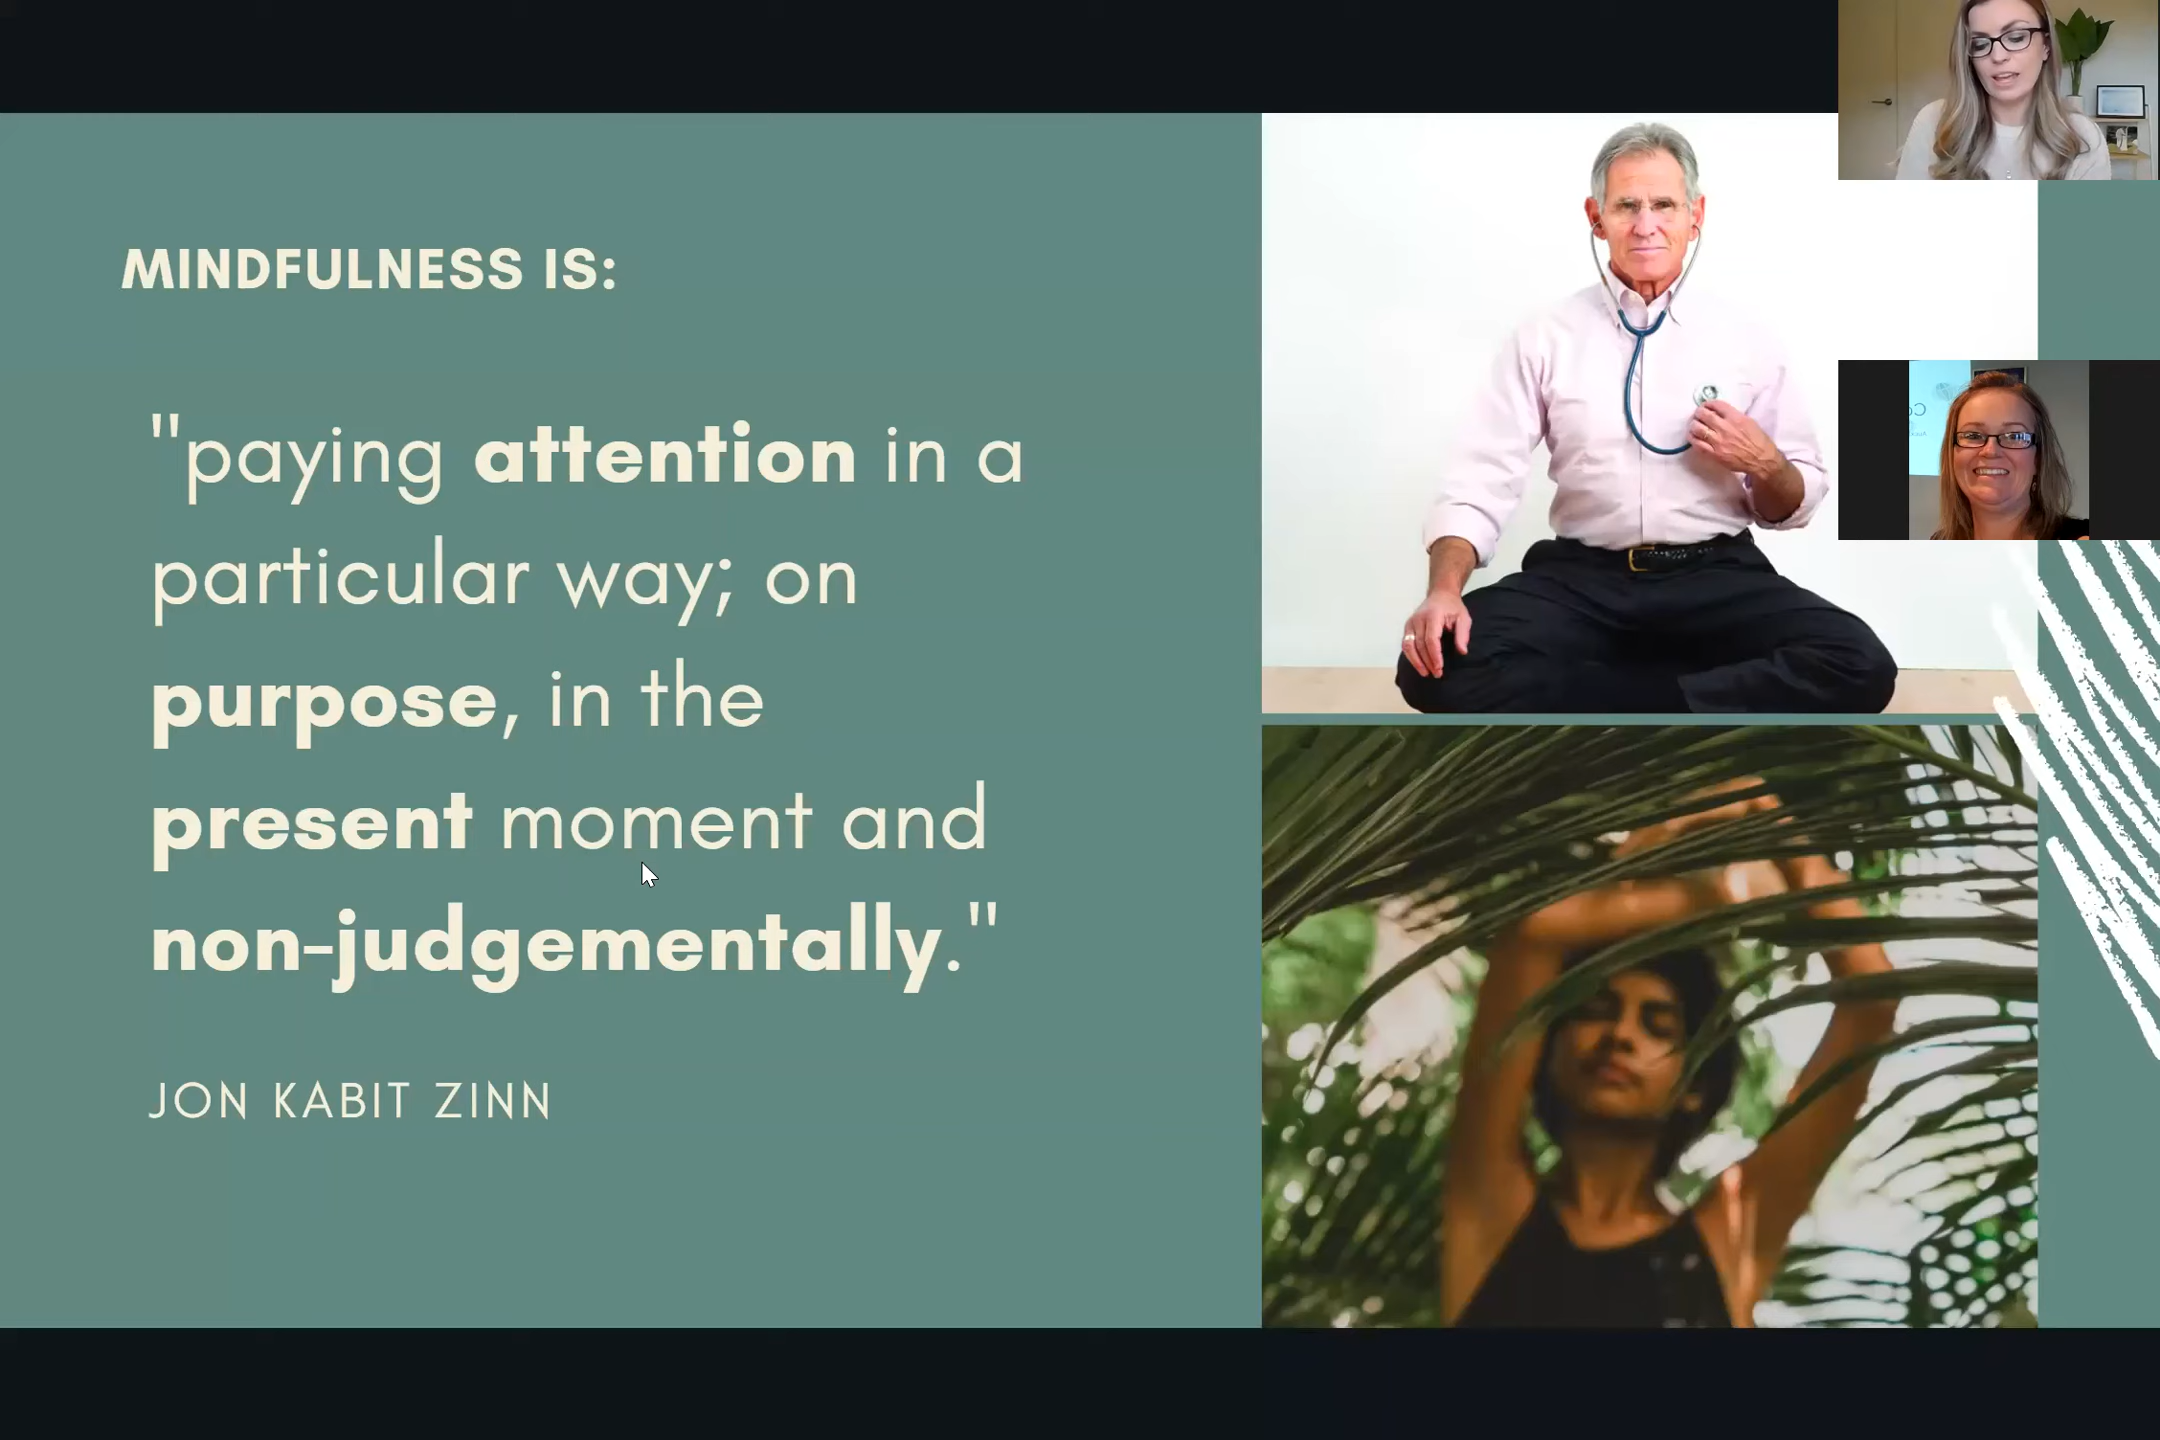 MINDFULNESS IS:
"paying attention in a
particular way; on
purpose, in the
present moment and
non-judgementally."
JON KABIT ZINN